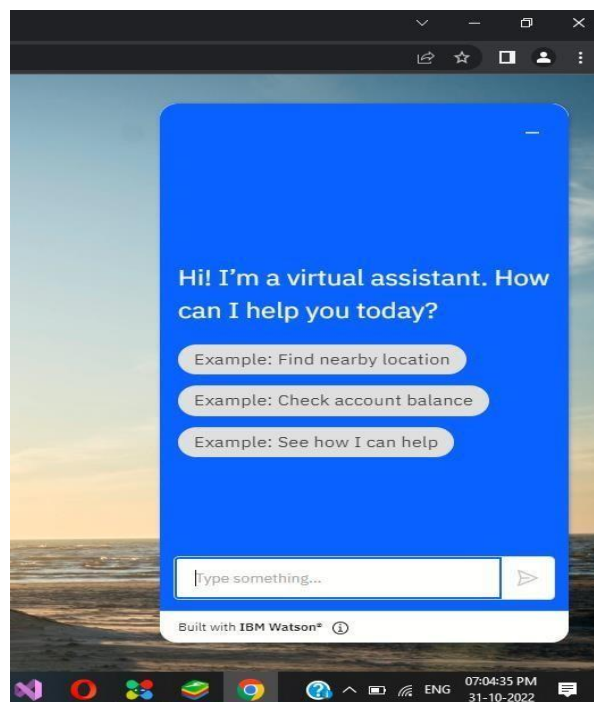 Hi! I'm a virtual assistant. How
can I help you today?
Example: Find nearby location
Example: Check account balance
Example: See how I can help
Type something...
Built with IBM Watson®
ENG
07:04:35 PM
31-10-2022